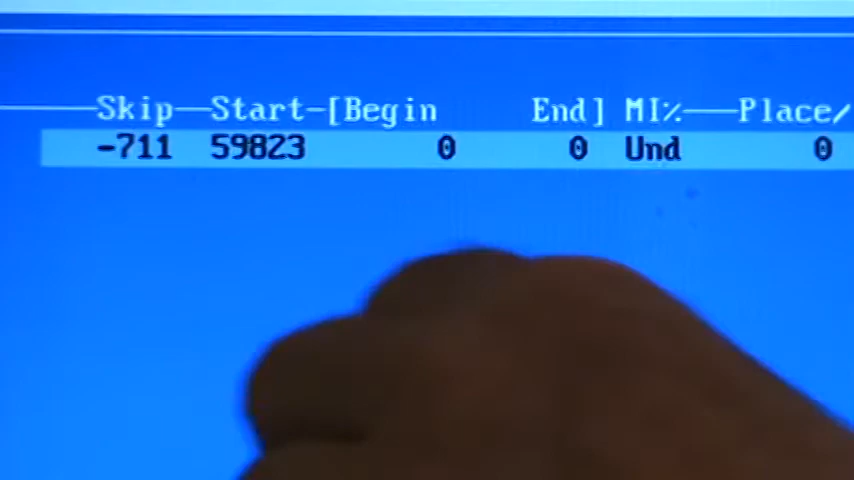 Skip Start [Begin End] MI% Place/
-711 59823 0 0 Und 0